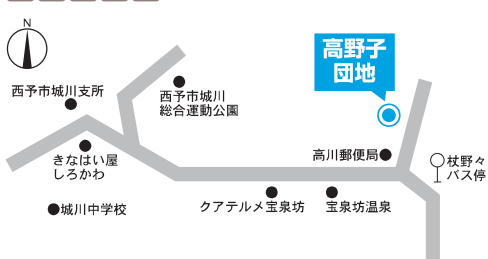 N
高野子
団地
西予市城川支所
西予市城川
総合運動公園
きなはい屋
しろかわ
高川郵便局
杖野々
バス停
城川中学校
クアテルメ宝泉坊
宝泉坊温泉